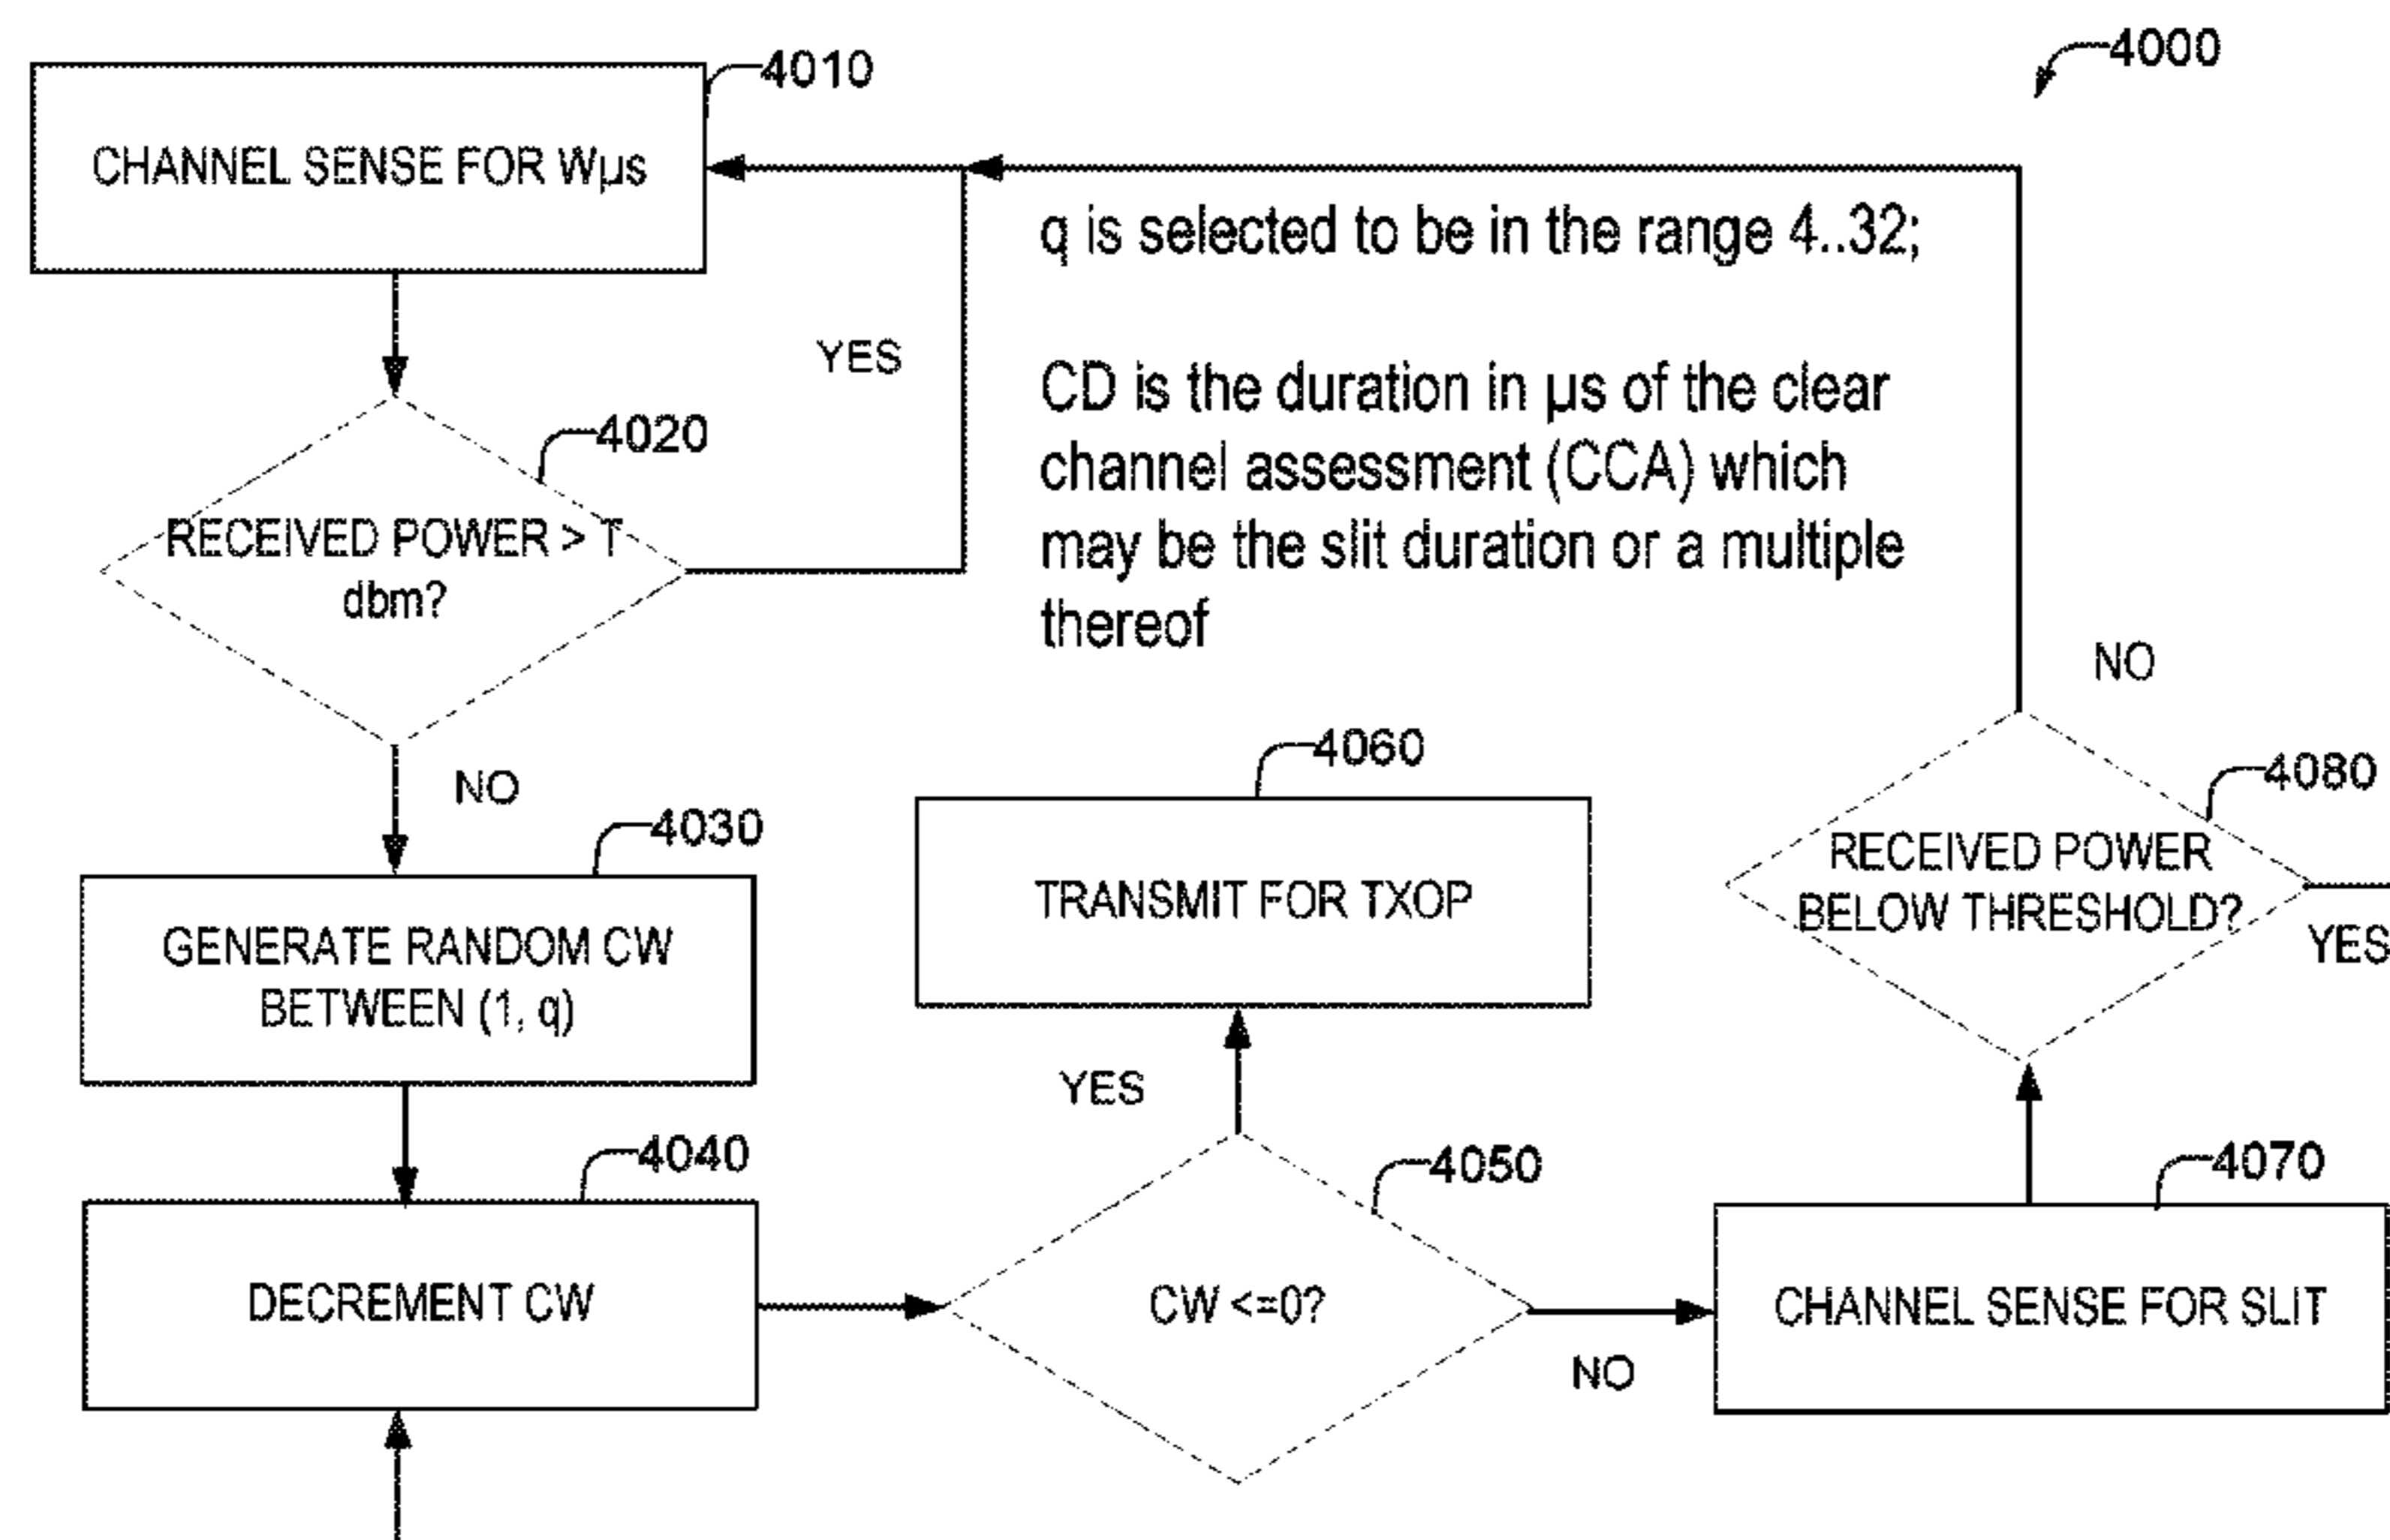 4000
4010
CHANNEL SENSE FOR Wµs
q is selected to be in the range 4..32;
YES
CD is the duration in µs of the clear
channel assessment (CCA) which
may be the slit duration or a multiple
thereof
4020
RECEIVED POWER > T
dbm?
NO
NO
4030
GENERATE RANDOM CW
BETWEEN (1, q)
4060
TRANSMIT FOR TXOP
4080
RECEIVED POWER
BELOW THRESHOLD?
YES
YES
4040
DECREMENT CW
4050
CW <=0?
NO
4070
CHANNEL SENSE FOR SLIT